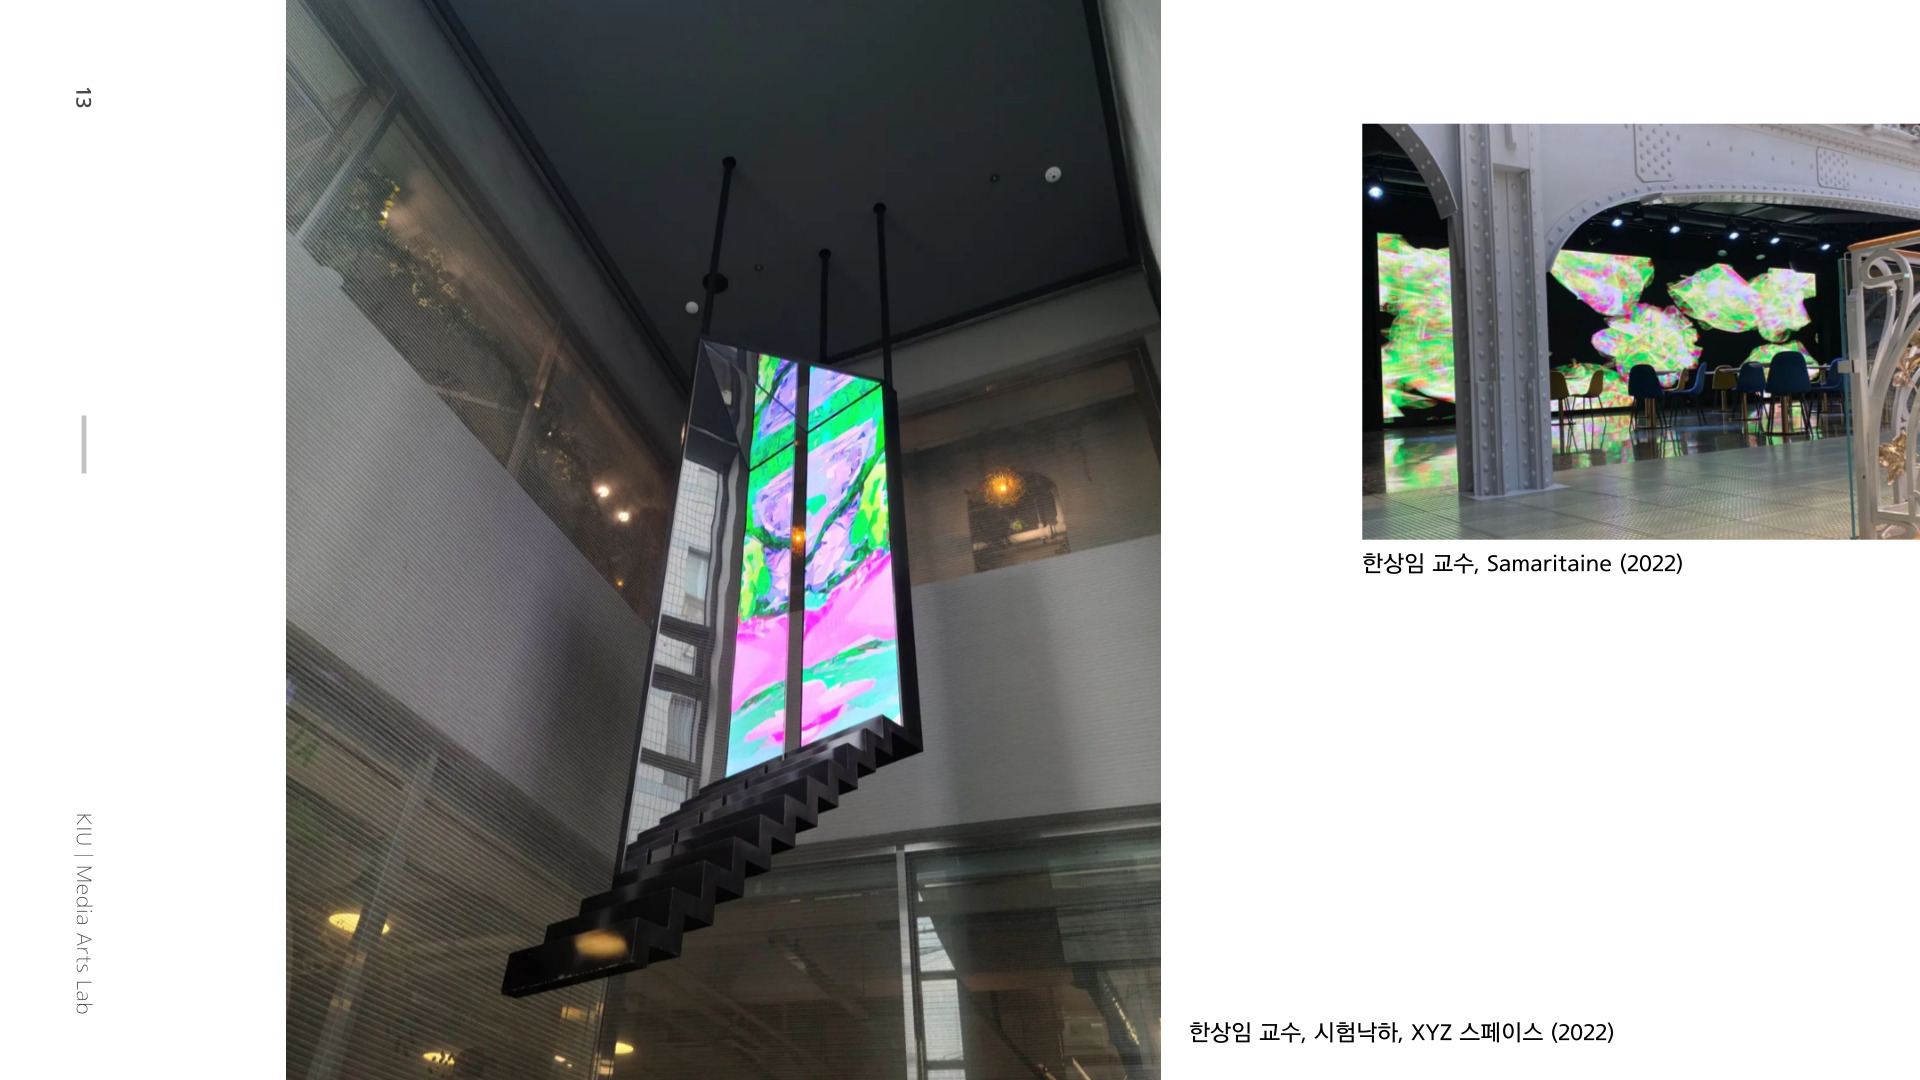 13
KIU | Media Arts Lab
한상임 교수, Samaritaine (2022)
한상임 교수, 시험낙하, XYZ 스페이스 (2022)